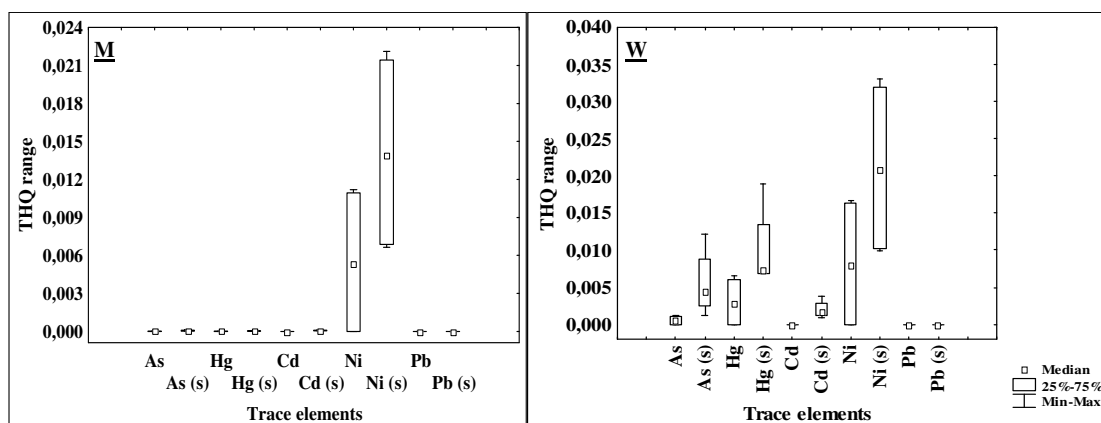 M
THQ range
0,024
0,021
0,018
0,015
0,012
0,009
0,006
0,003
0,000
As
Hg
Cd
Ni
Pb
As (s)
Hg (s)
Cd (s)
Ni (s)
Pb (s)
Trace elements
W
THQ range
0,040
0,035
0,030
0,025
0,020
0,015
0,010
0,005
0,000
As
As (s)
Hg
Hg (s)
Cd
Cd (s)
Ni
Ni (s)
Pb
Pb (s)
Trace elements
Median
25%-75%
Min-Max